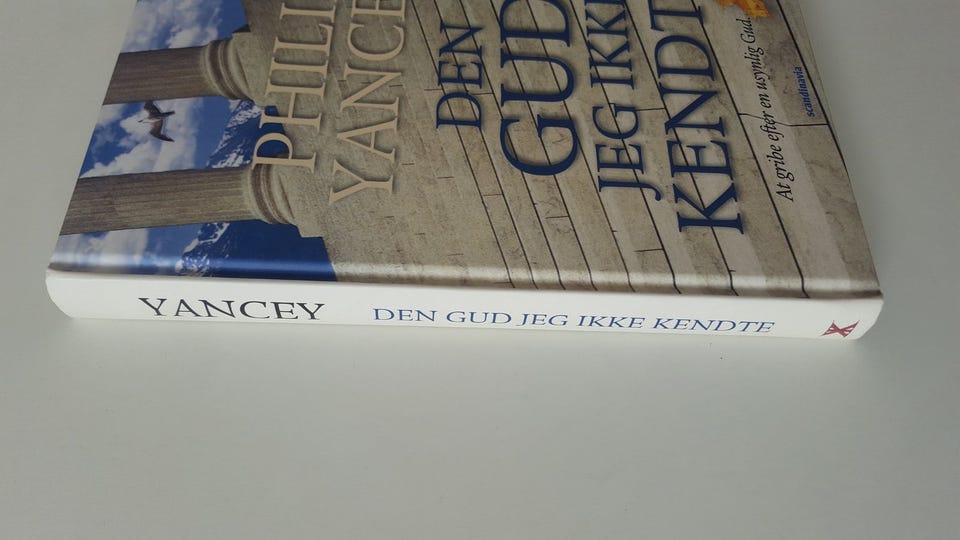 PHILI
YANCE
DEN
GUD
JEG IKKE
KENDT
At gribe efter en usynlig Gud.
scandinavia
YANCEY DEN GUD JEG IKKE KENDTE